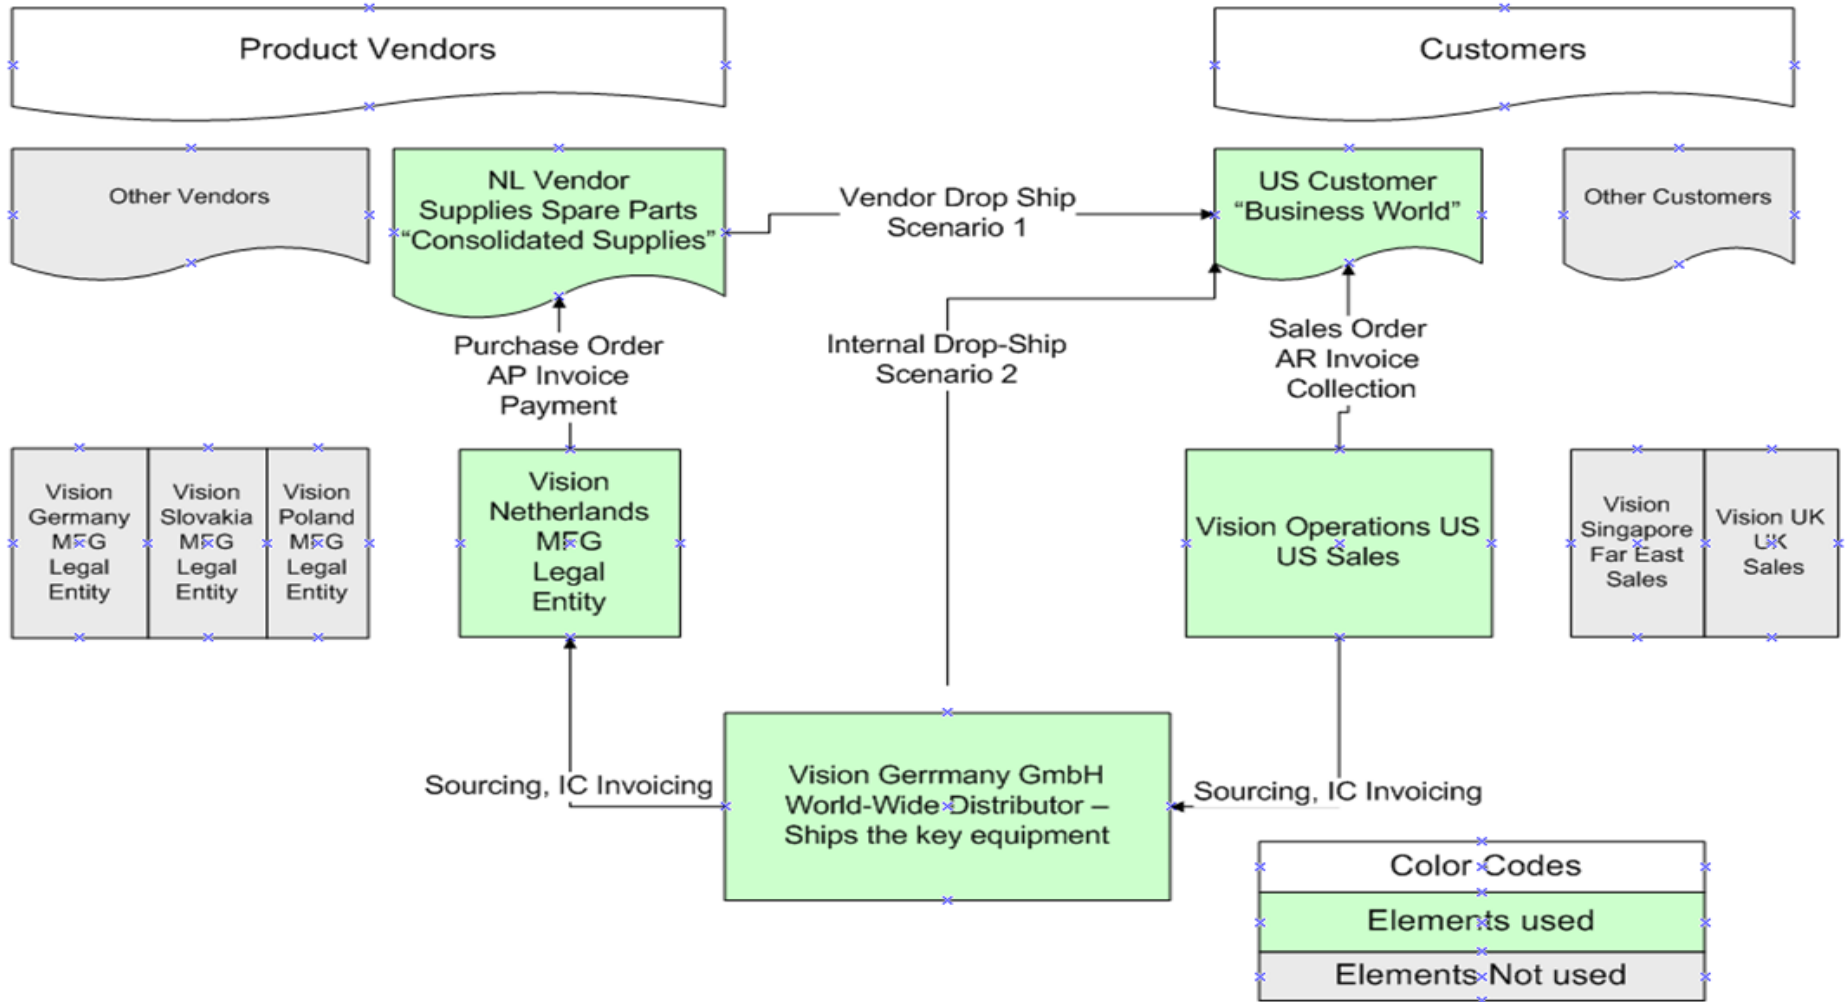 Product Vendors
Customers
Other Vendors
NL Vendor
Supplies Spare Parts
“Consolidated Supplies”
Vendor Drop Ship
Scenario 1
US Customer
“Business World”
Other Customers
Purchase Order
AP Invoice
Payment
Internal Drop-Ship
Scenario 2
Sales Order
AR Invoice
Collection
Vision
Germany
MFG
Legal
Entity
Vision
Slovakia
MFG
Legal
Entity
Vision
Poland
MFG
Legal
Entity
Vision
Netherlands
MFG
Legal
Entity
Vision Operations US
US Sales
Vision
Singapore
Far East
Sales
Vision UK
UK
Sales
Sourcing, IC Invoicing
Vision Gerrmany GmbH
World-Wide Distributor –
Ships the key equipment
Sourcing, IC Invoicing
Color Codes
Elements used
Elements Not used